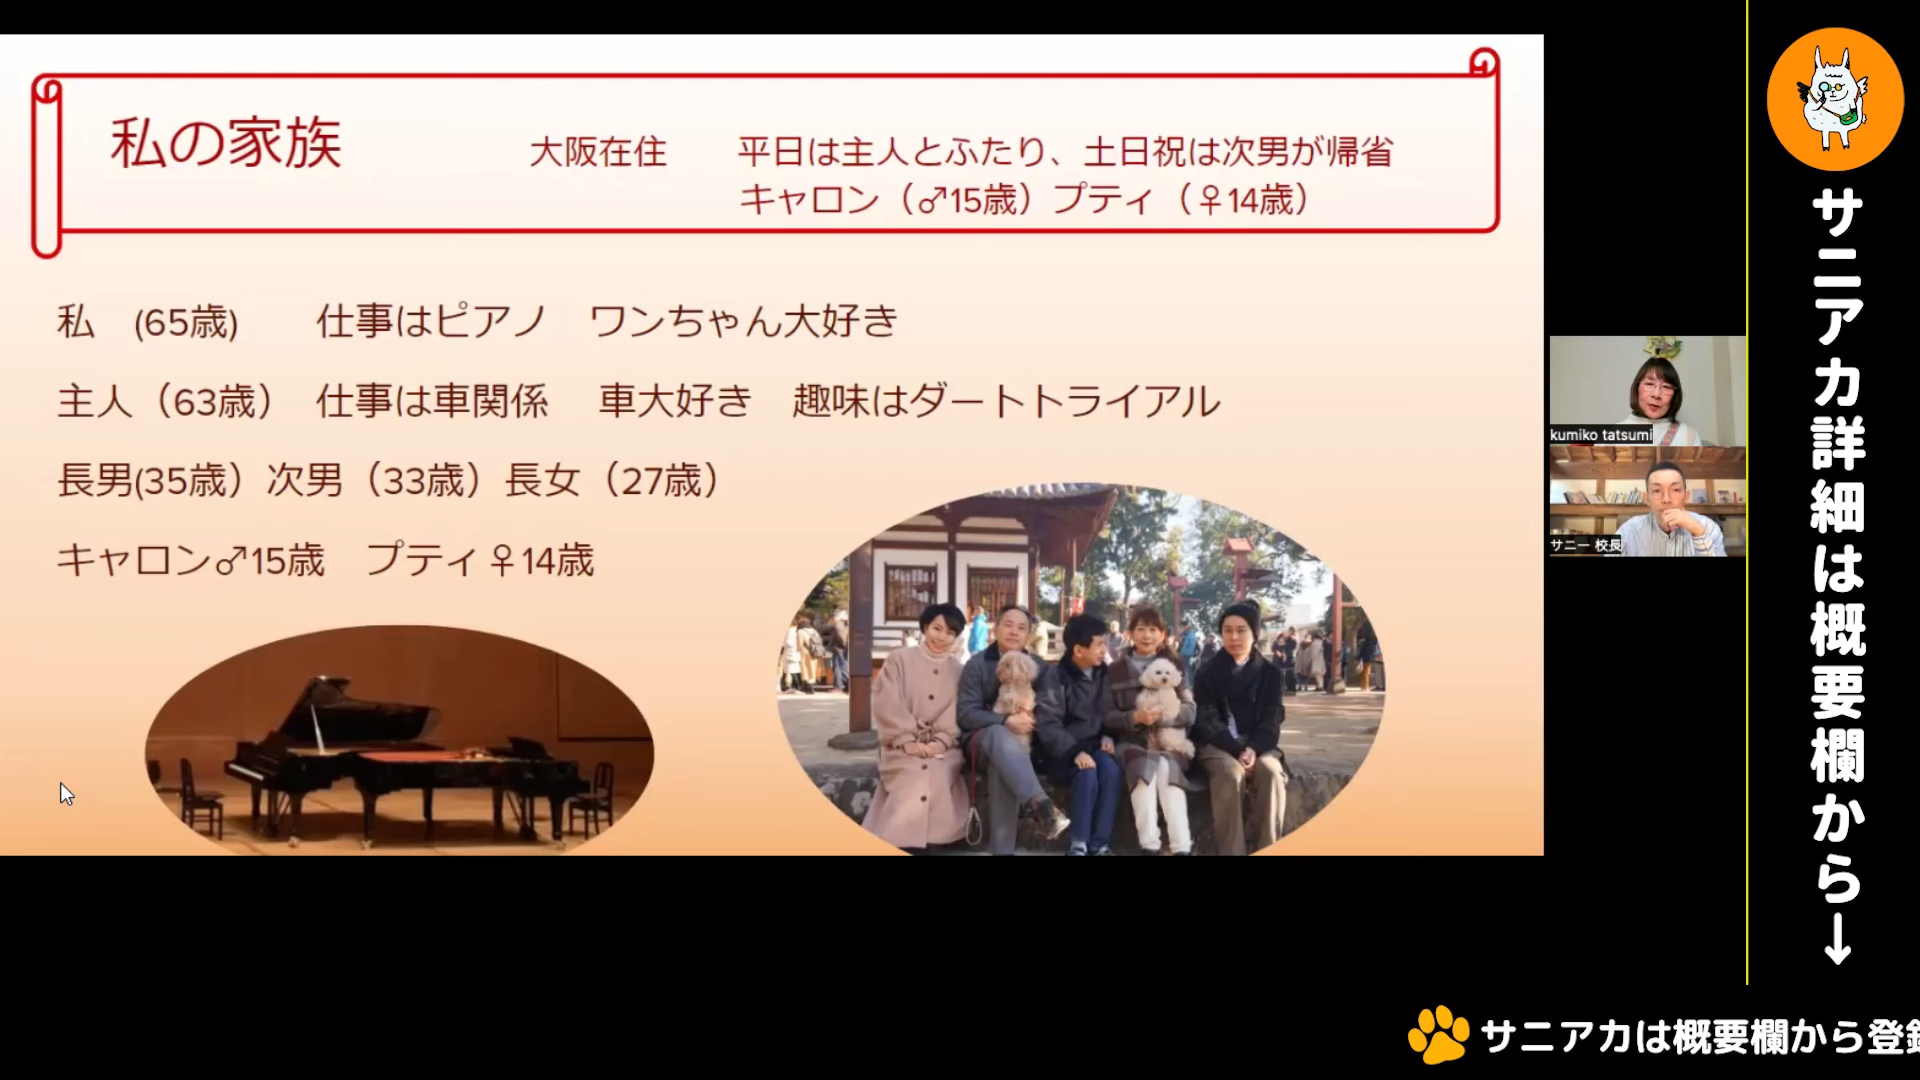 私の家族
大阪在住 平日は主人とふたり、土日祝は次男が帰省
キャロン（♂15歳）プティ（♀14歳）
私 (65歳) 仕事はピアノ ワンちゃん大好き
主人（63歳） 仕事は車関係 車大好き 趣味はダートトライアル
長男(35歳）次男（33歳）長女（27歳）
キャロン♂15歳 プティ♀14歳
kumiko tatsumi
サニー 校長
サニアカ詳細は概要欄から↓
サニアカは概要欄から登録